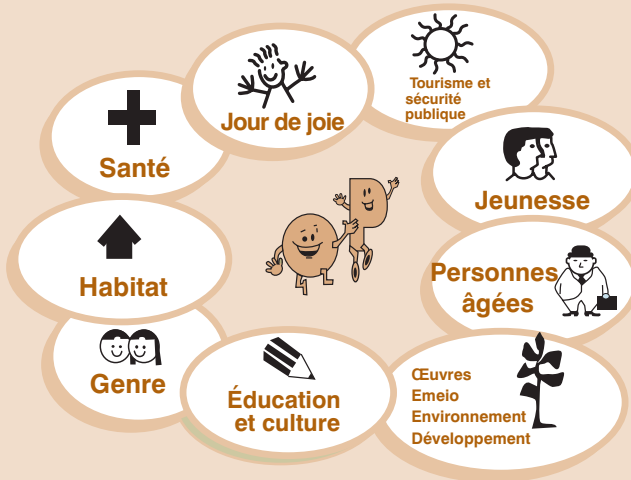 Jour de joie
Tourisme et
sécurité
publique
Santé
Jeunesse
Habitat
Personnes
âgées
Genre
Éducation
et culture
Œuvres
Emeio
Environnement
Développement
OP